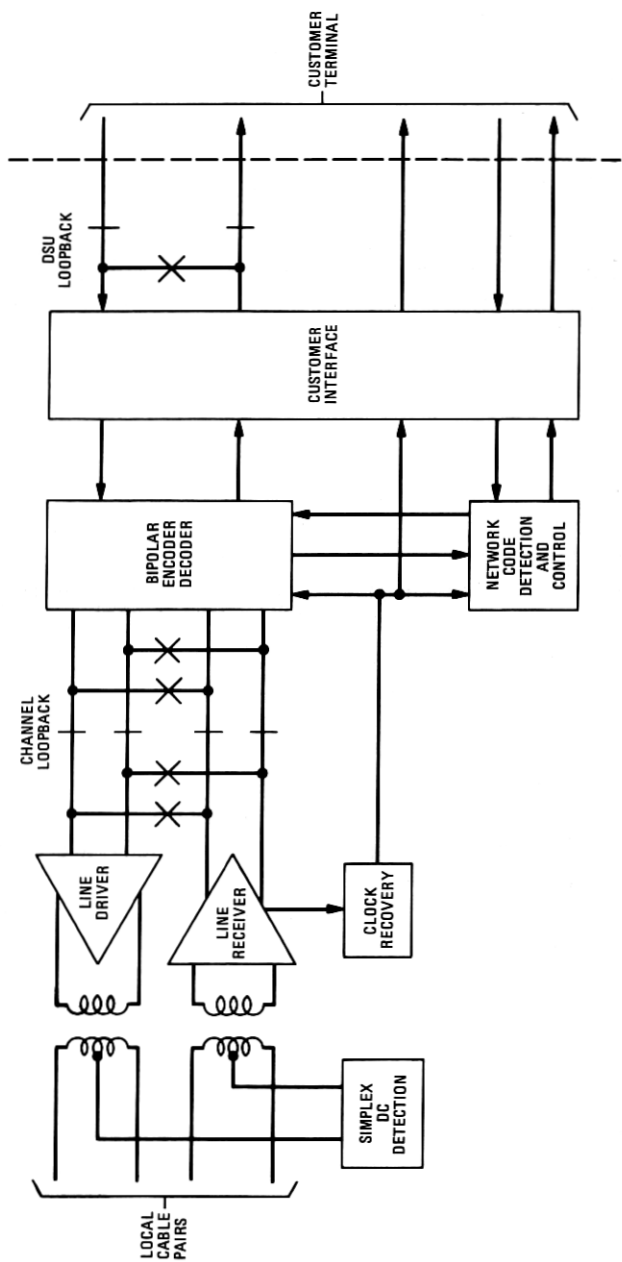 LOCAL
CABLE
PAIRS
SIMPLEX
DC
DETECTION
LINE
DRIVER
LINE
RECEIVER
CLOCK
RECOVERY
CHANNEL
LOOPBACK
BIPOLAR
ENCODER
DECODER
NETWORK
CODE
DETECTION
AND
CONTROL
CUSTOMER
INTERFACE
DSU
LOOPBACK
CUSTOMER
TERMINAL